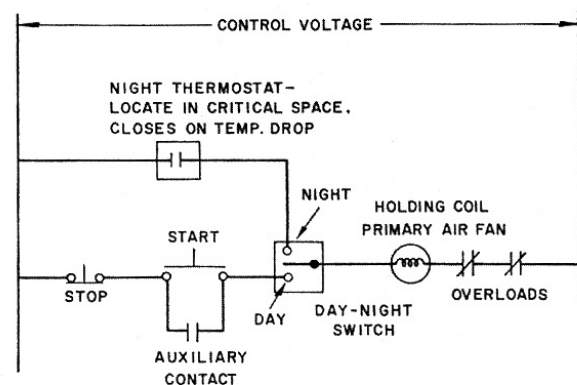 CONTROL VOLTAGE
NIGHT THERMOSTAT-
LOCATE IN CRITICAL SPACE.
CLOSES ON TEMP. DROP
NIGHT
HOLDING COIL
PRIMARY AIR FAN
START
STOP
DAY
DAY-NIGHT
SWITCH
OVERLOADS
AUXILIARY
CONTACT